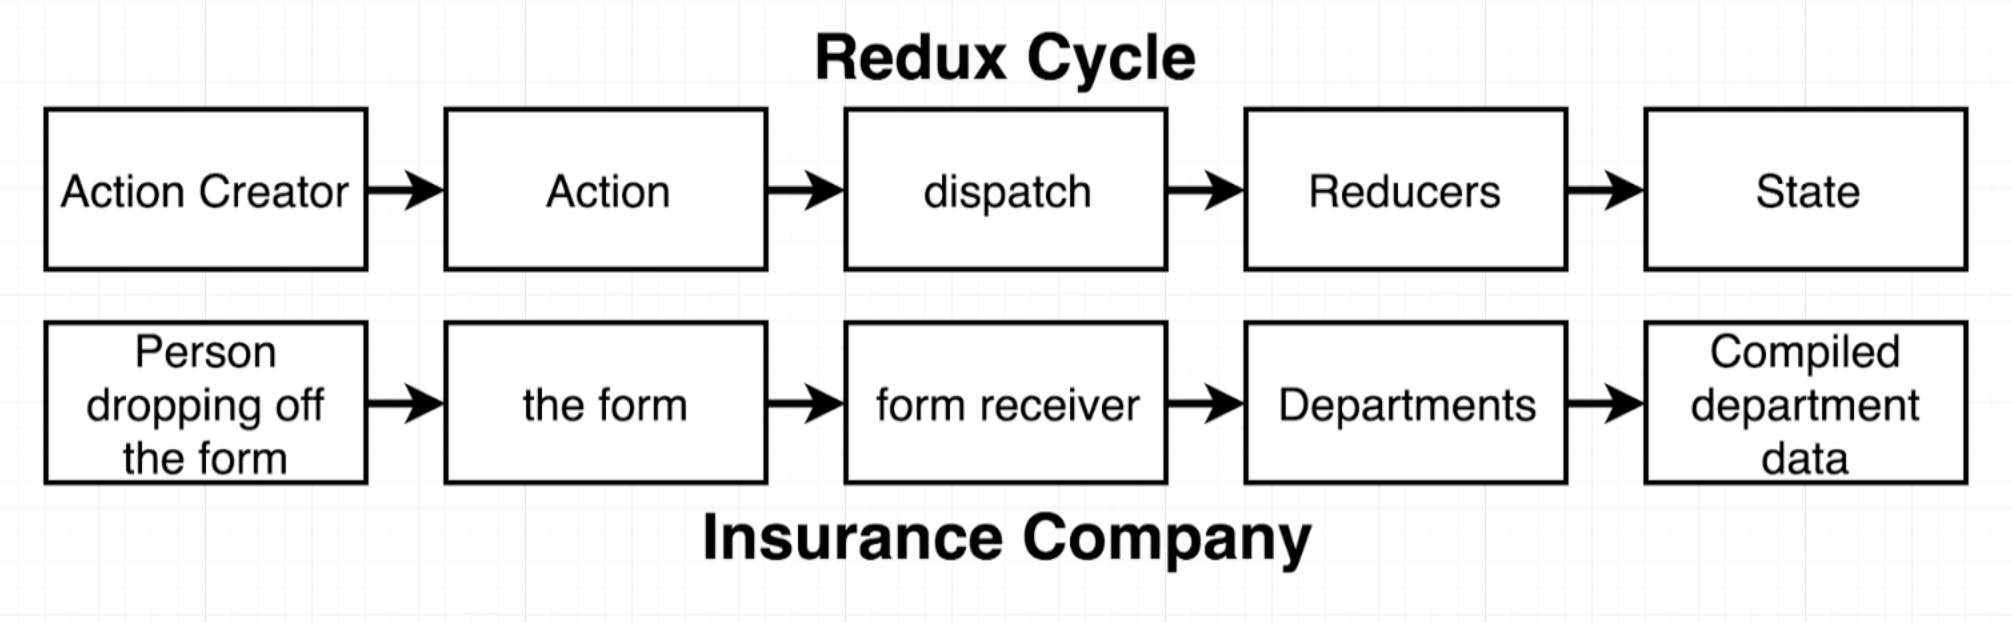 Redux Cycle
Action Creator
Action
dispatch
Reducers
State
Person
dropping off
the form
the form
form receiver
Departments
Compiled
department
data
Insurance Company